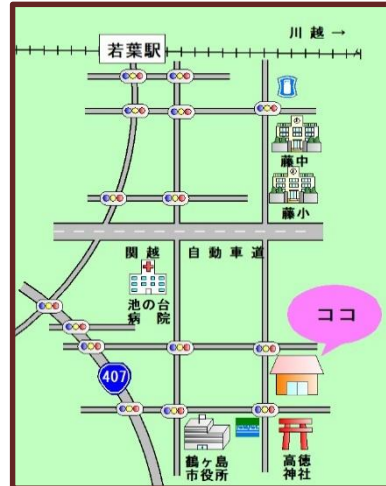 川越→
若葉駅
藤中
藤小
関越 自動車道
池の台
病院
ココ
407
鶴ヶ島
市役所
高徳
神社